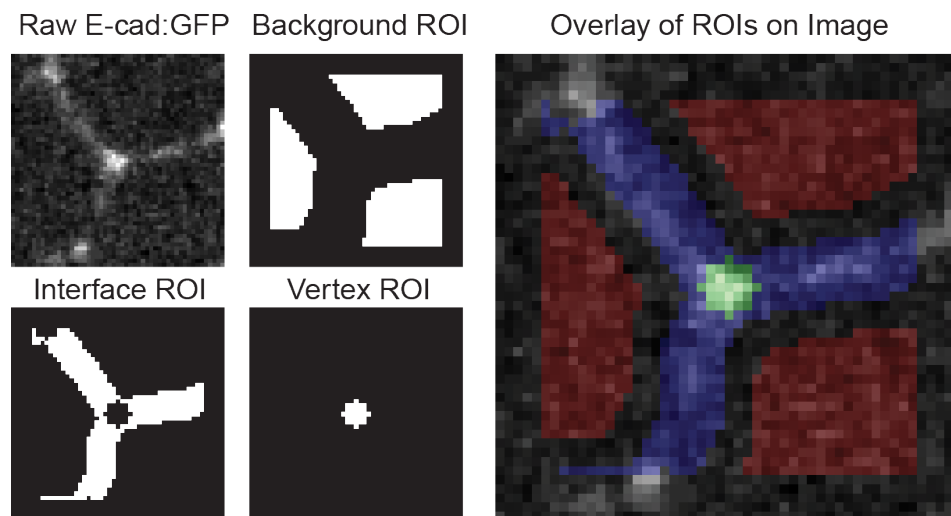 Raw E-cad:GFP
Background ROI
Overlay of ROIs on Image
Interface ROI
Vertex ROI